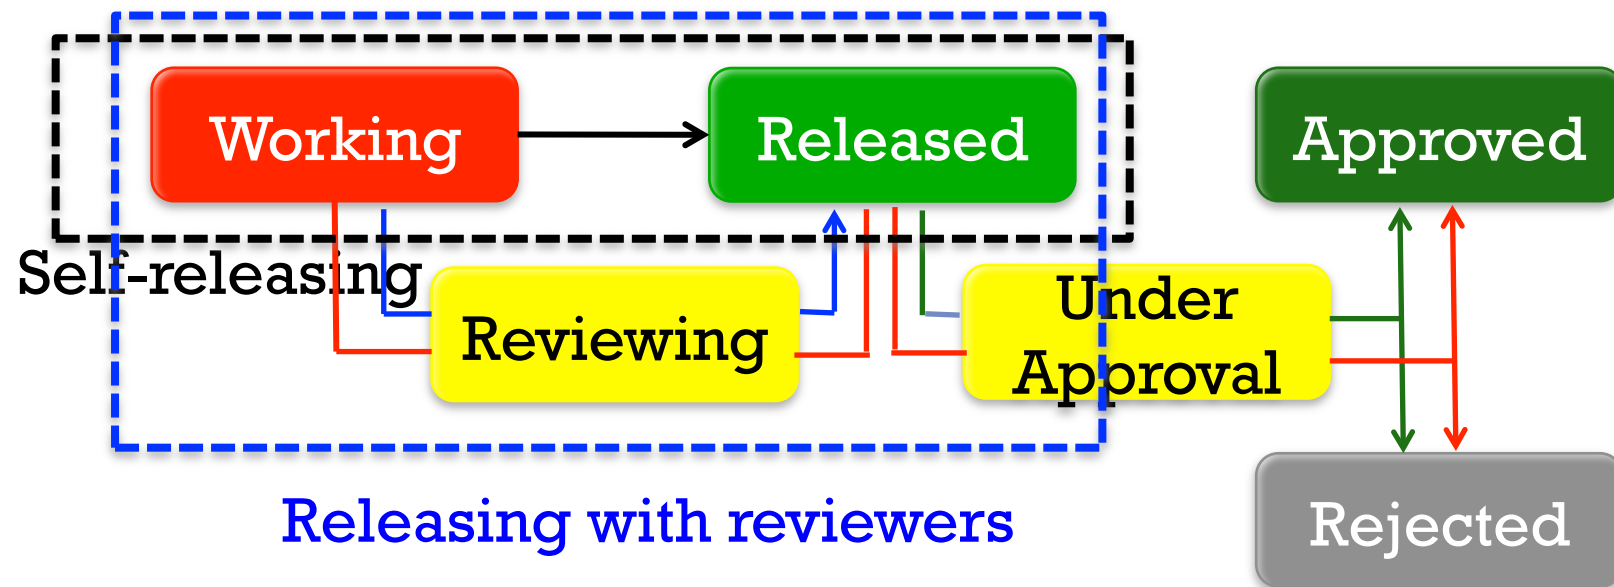 Working
Released
Approved
Self-releasing
Reviewing
Under
Approval
Releasing with reviewers
Rejected